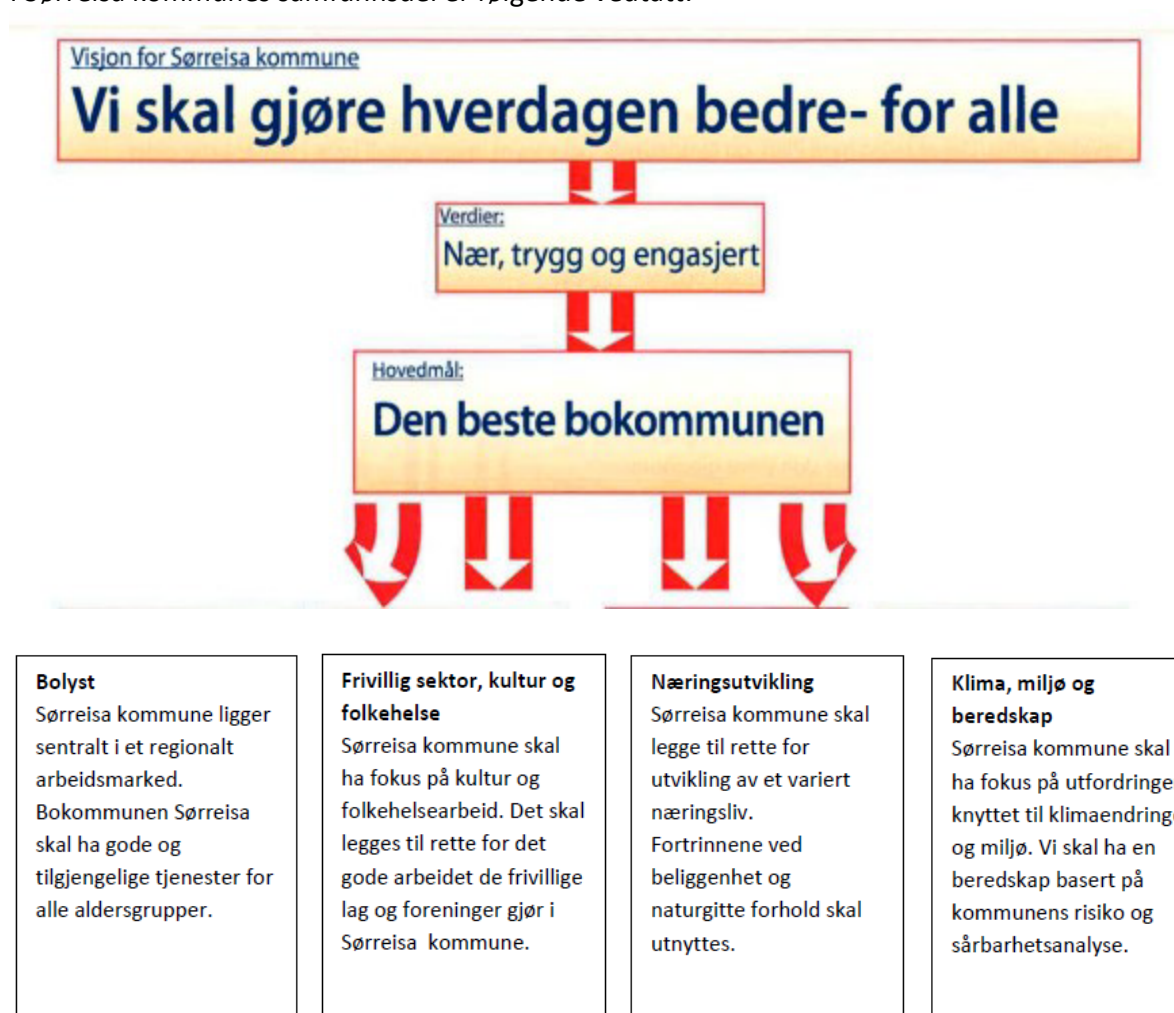 Visjon for Sørreisa kommune
Vi skal gjøre hverdagen bedre- for alle
Verdier:
Nær, trygg og engasjert
Hovedmål:
Den beste bokommunen
Bolyst
Sørreisa kommune ligger
sentralt i et regionalt
arbeidsmarked.
Bokommunen Sørreisa
skal ha gode og
tilgjengelige tjenester for
alle aldersgrupper.
Frivillig sektor, kultur og
folkehelse
Sørreisa kommune skal
ha fokus på kultur og
folkehelsearbeid. Det skal
legges til rette for det
gode arbeidet de frivillige
lag og foreninger gjør i
Sørreisa kommune.
Næringsutvikling
Sørreisa kommune skal
legge til rette for
utvikling av et variert
næringsliv.
Fortrinnene ved
beliggenhet og
naturgitte forhold skal
utnyttes.
Klima, miljø og
beredskap
Sørreisa kommune skal
ha fokus på utfordringe
knyttet til klimaendring
og miljø. Vi skal ha en
beredskap basert på
kommunens risiko og
sårbarhetsanalyse.